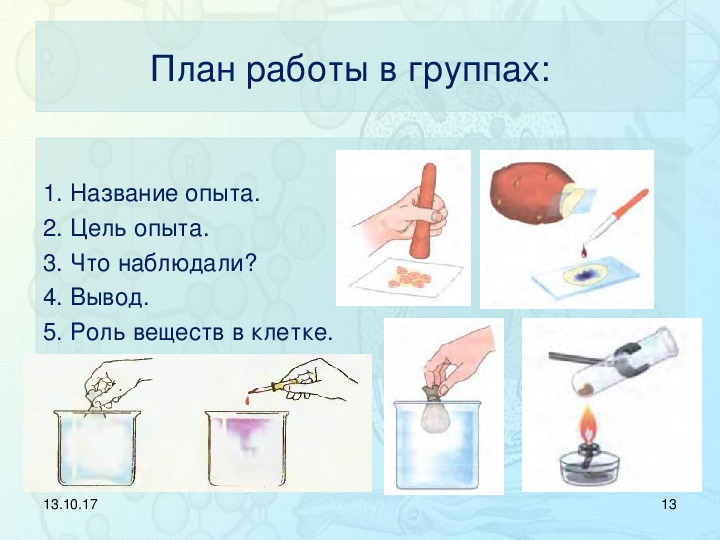 План работы в группах:
1. Название опыта.
2. Цель опыта.
3. Что наблюдали?
4. Вывод.
5. Роль веществ в клетке.
13.10.17
13